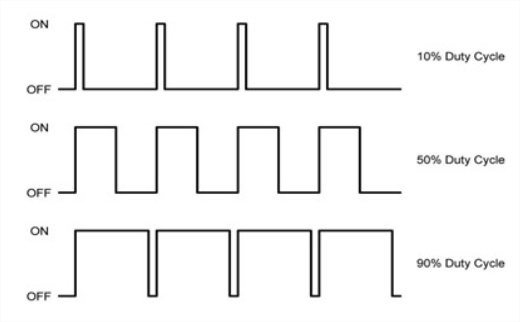 ON
10% Duty Cycle
OFF
ON
50% Duty Cycle
OFF
ON
90% Duty Cycle
OFF